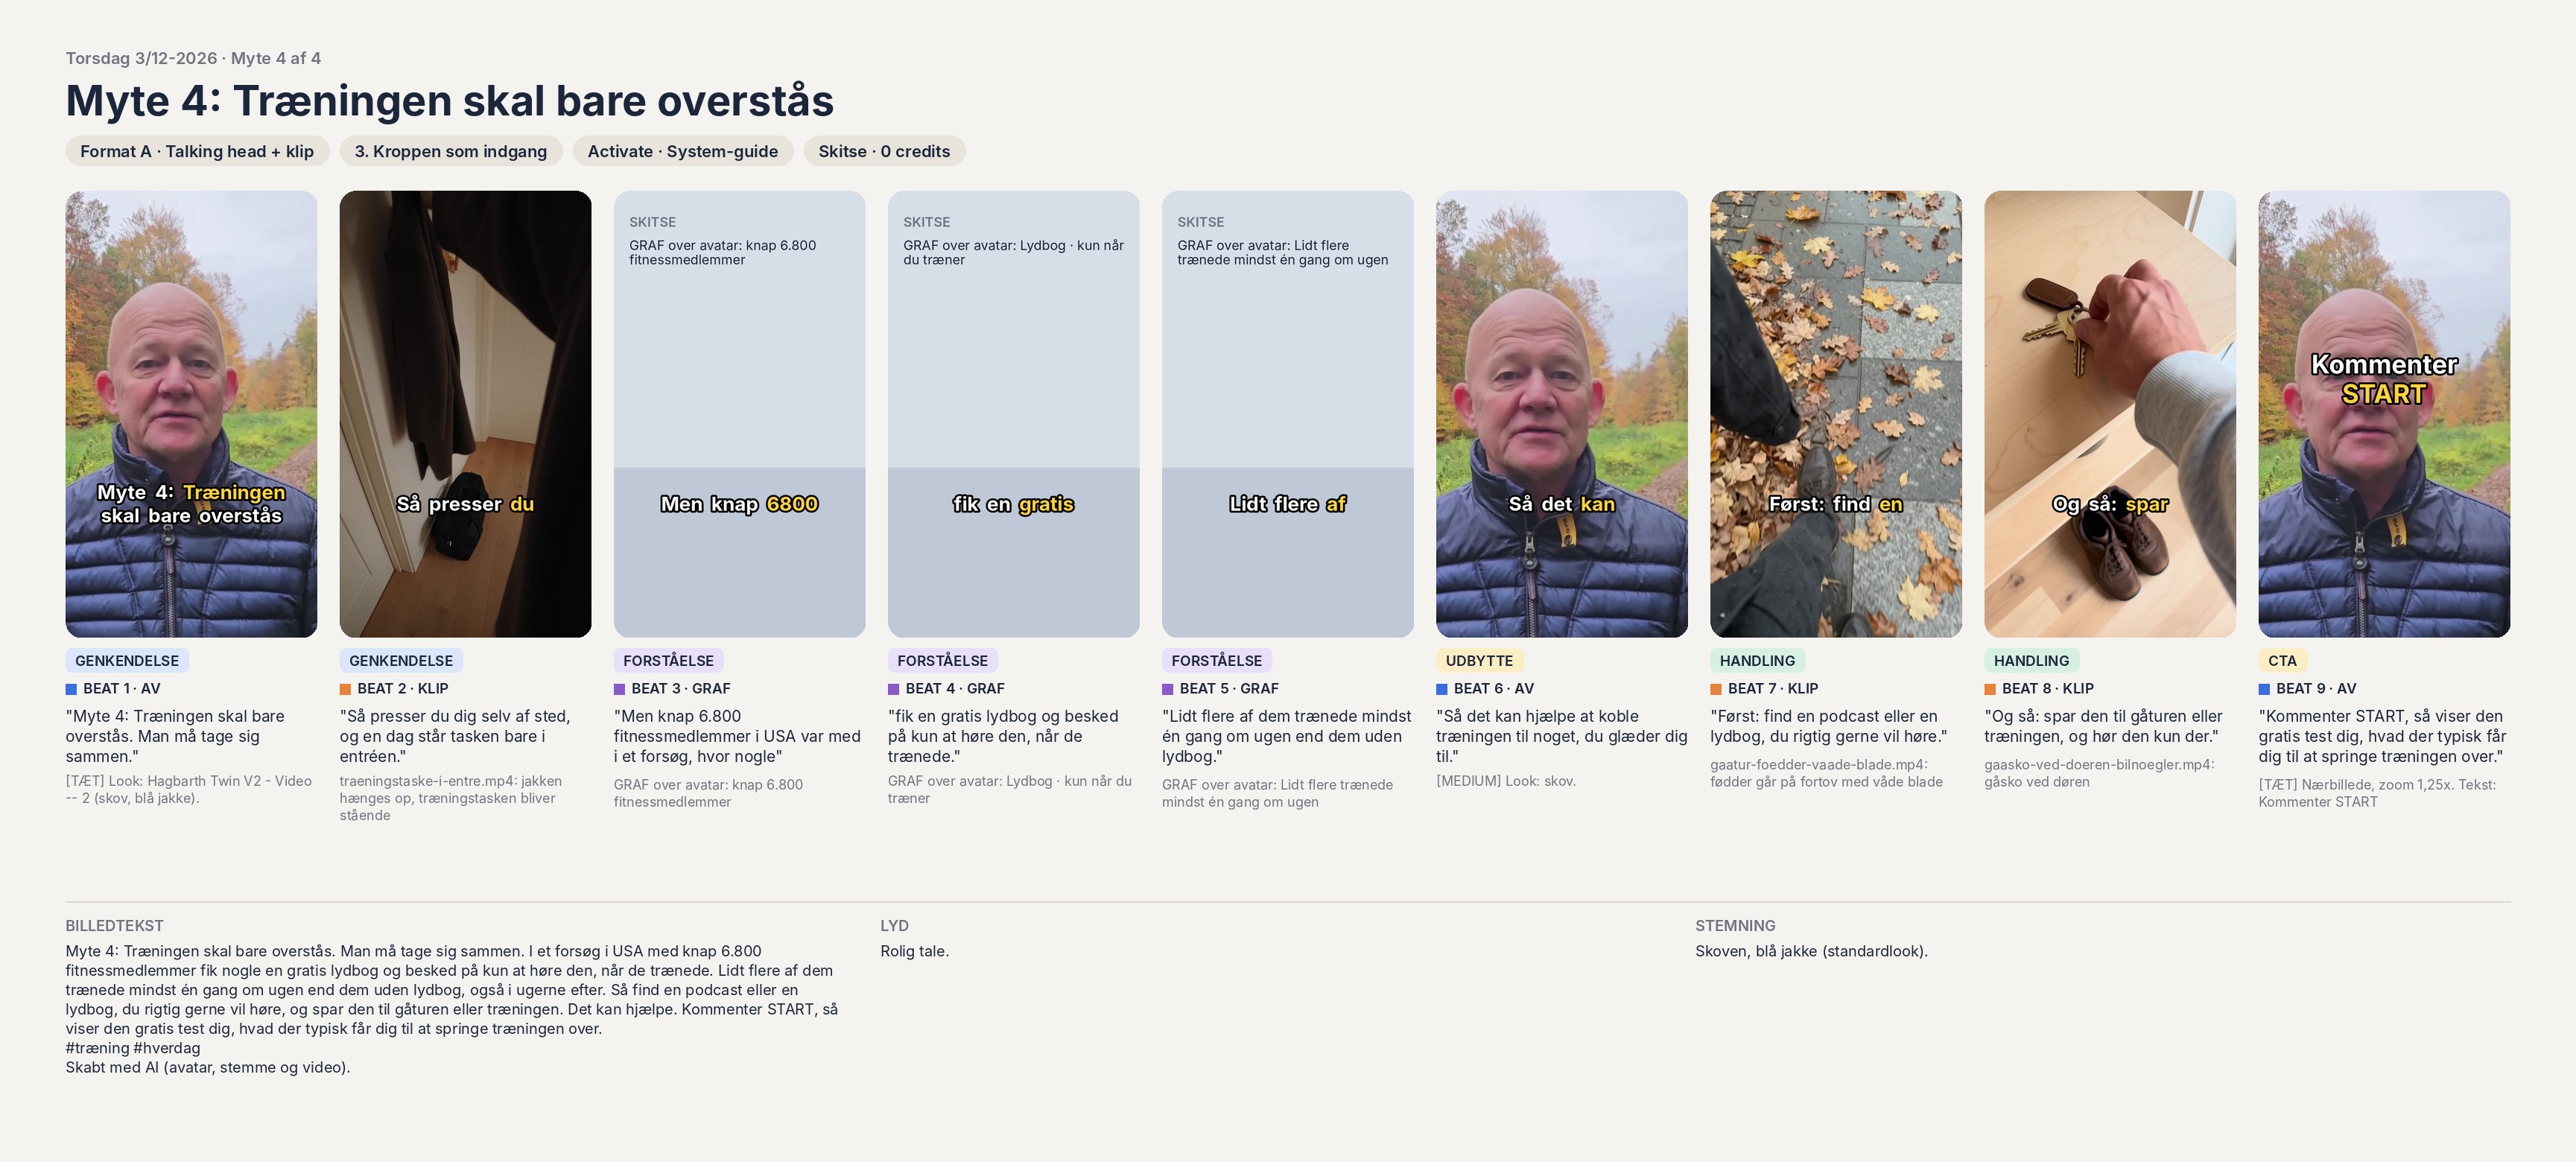 Torsdag 3/12-2026 · Myte 4 af 4
Myte 4: Træningen skal bare overstås
Format A · Talking head + klip
3. Kroppen som indgang
Activate · System-guide
Skitse · 0 credits
Myte 4: Træningen
skal bare overstås
GENKENDELSE
BEAT 1 · AV
"Myte 4: Træningen skal bare
overstås. Man må tage sig
sammen."
[TÆT] Look: Hagbarth Twin V2 - Video
-- 2 (skov, blå jakke).
Så presser du
GENKENDELSE
BEAT 2 · KLIP
"Så presser du dig selv af sted,
og en dag står tasken bare i
entréen."
traeningstaske-i-entre.mp4: jakken
hænges op, træningstasken bliver
stående
SKITSE
GRAF over avatar: knap 6.800
fitnessmedlemmer
Men knap 6800
FORSTÅELSE
BEAT 3 · GRAF
"Men knap 6.800
fitnessmedlemmer i USA var med
i et forsøg, hvor nogle"
GRAF over avatar: knap 6.800
fitnessmedlemmer
SKITSE
GRAF over avatar: Lydbog · kun når
du træner
fik en gratis
FORSTÅELSE
BEAT 4 · GRAF
"fik en gratis lydbog og besked
på kun at høre den, når de
trænede."
GRAF over avatar: Lydbog · kun når du
træner
SKITSE
GRAF over avatar: Lidt flere
trænede mindst én gang om ugen
Lidt flere af
FORSTÅELSE
BEAT 5 · GRAF
"Lidt flere af dem trænede mindst
én gang om ugen end dem uden
lydbog."
GRAF over avatar: Lidt flere trænede
mindst én gang om ugen
Så det kan
UDBYTTE
BEAT 6 · AV
"Så det kan hjælpe at koble
træningen til noget, du glæder dig
til."
[MEDIUM] Look: skov.
Først: find en
HANDLING
BEAT 7 · KLIP
"Først: find en podcast eller en
lydbog, du rigtig gerne vil høre."
gaatur-foedder-vaade-blade.mp4:
fødder går på fortov med våde blade
Og så: spar
HANDLING
BEAT 8 · KLIP
"Og så: spar den til gåturen eller
træningen, og hør den kun der."
gaasko-ved-doeren-bilnoegler.mp4:
gåsko ved døren
Kommenter
START
CTA
BEAT 9 · AV
"Kommenter START, så viser den
gratis test dig, hvad der typisk får
dig til at springe træningen over."
[TÆT] Nærbillede, zoom 1,25x. Tekst:
Kommenter START
BILLEDTEKST
Myte 4: Træningen skal bare overstås. Man må tage sig sammen. I et forsøg i USA med knap 6.800
fitnessmedlemmer fik nogle en gratis lydbog og besked på kun at høre den, når de trænede. Lidt flere af dem
trænede mindst én gang om ugen end dem uden lydbog, også i ugerne efter. Så find en podcast eller en
lydbog, du rigtig gerne vil høre, og spar den til gåturen eller træningen. Det kan hjælpe. Kommenter START, så
viser den gratis test dig, hvad der typisk får dig til at springe træningen over.
#træning #hverdag
Skabt med AI (avatar, stemme og video).
LYD
Rolig tale.
STEMNING
Skoven, blå jakke (standardlook).